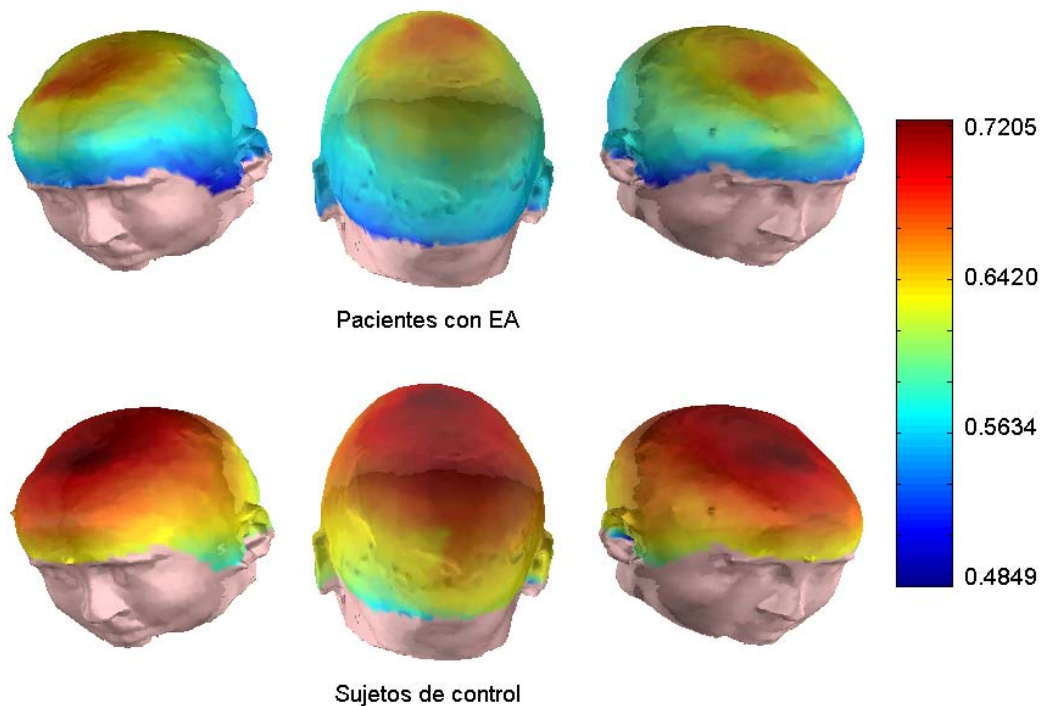 0.7205
0.6420
0.5634
0.4849
Pacientes con EA
Sujetos de control